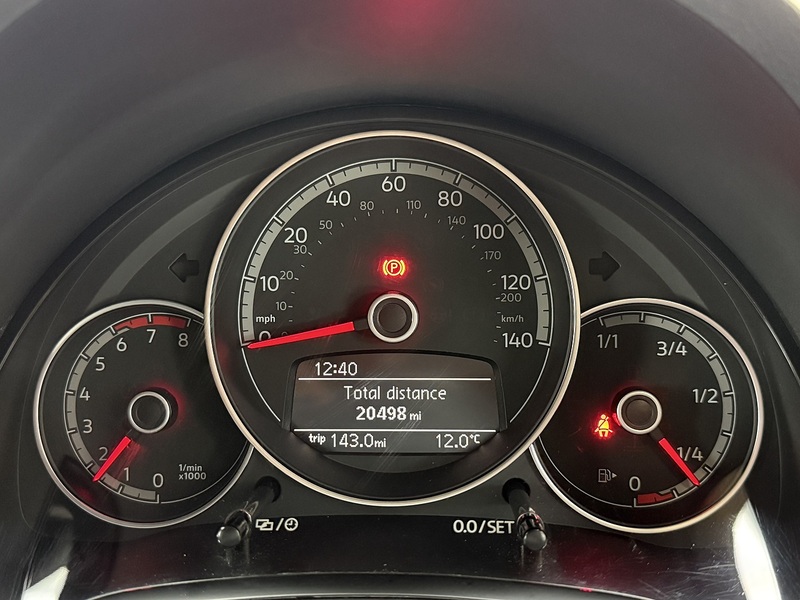 60
40 80
80 110
50 140
20 100
30 170
10 20 120
10 200
mph km/h
0 0 140
P
12:40
Total distance
20498 mi
trip 143.0mi 12.0°C
6 7 8
5
4
3
2
1 0
1/min
x1000
1/1 3/4
1/2
1/4
0
0.0/SET